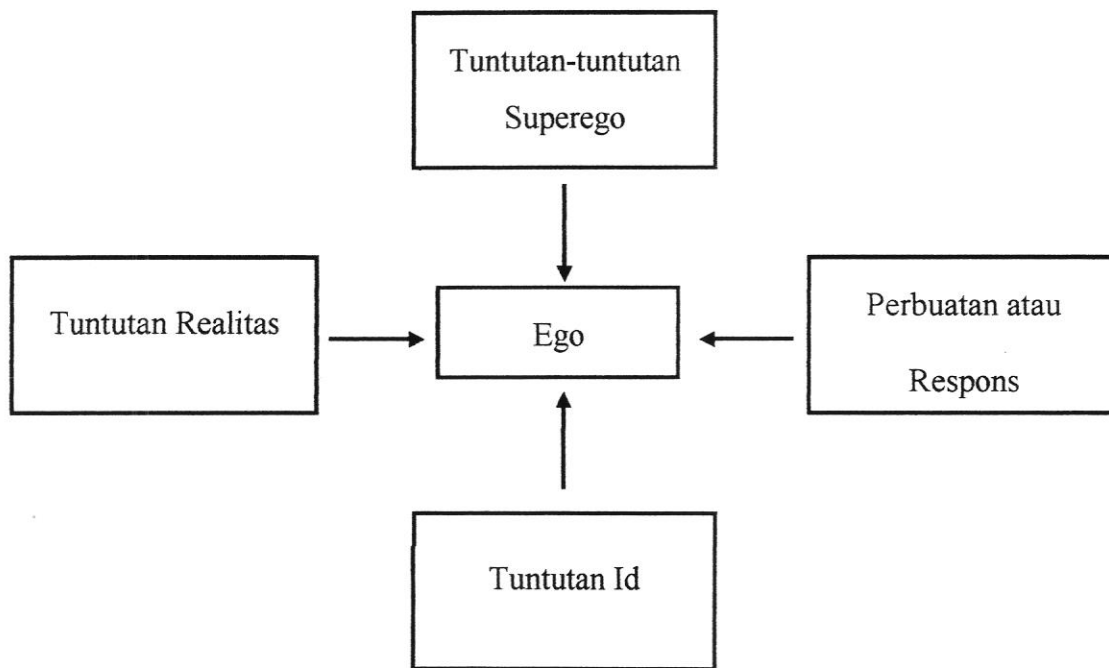 Tuntutan-tuntutan
Superego
Tuntutan Realitas
Ego
Perbuatan atau
Respons
Tuntutan Id